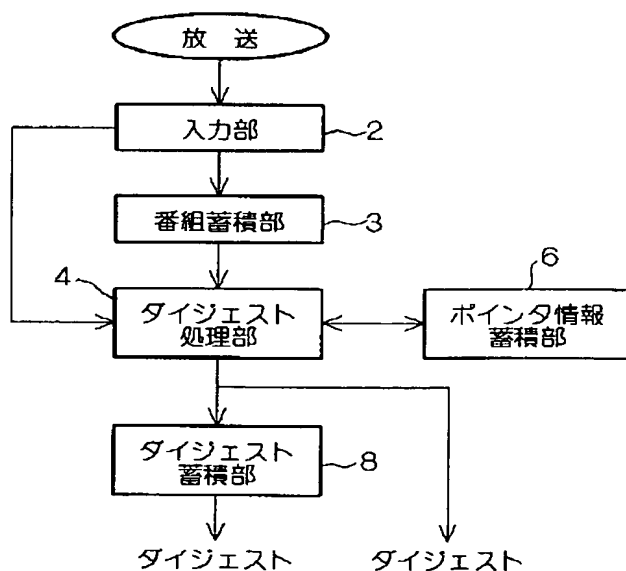 放 送
入力部
2
番組蓄積部
3
4
6
ダイジェスト
処理部
ポインタ情報
蓄積部
ダイジェスト
蓄積部
8
ダイジェスト
ダイジェスト